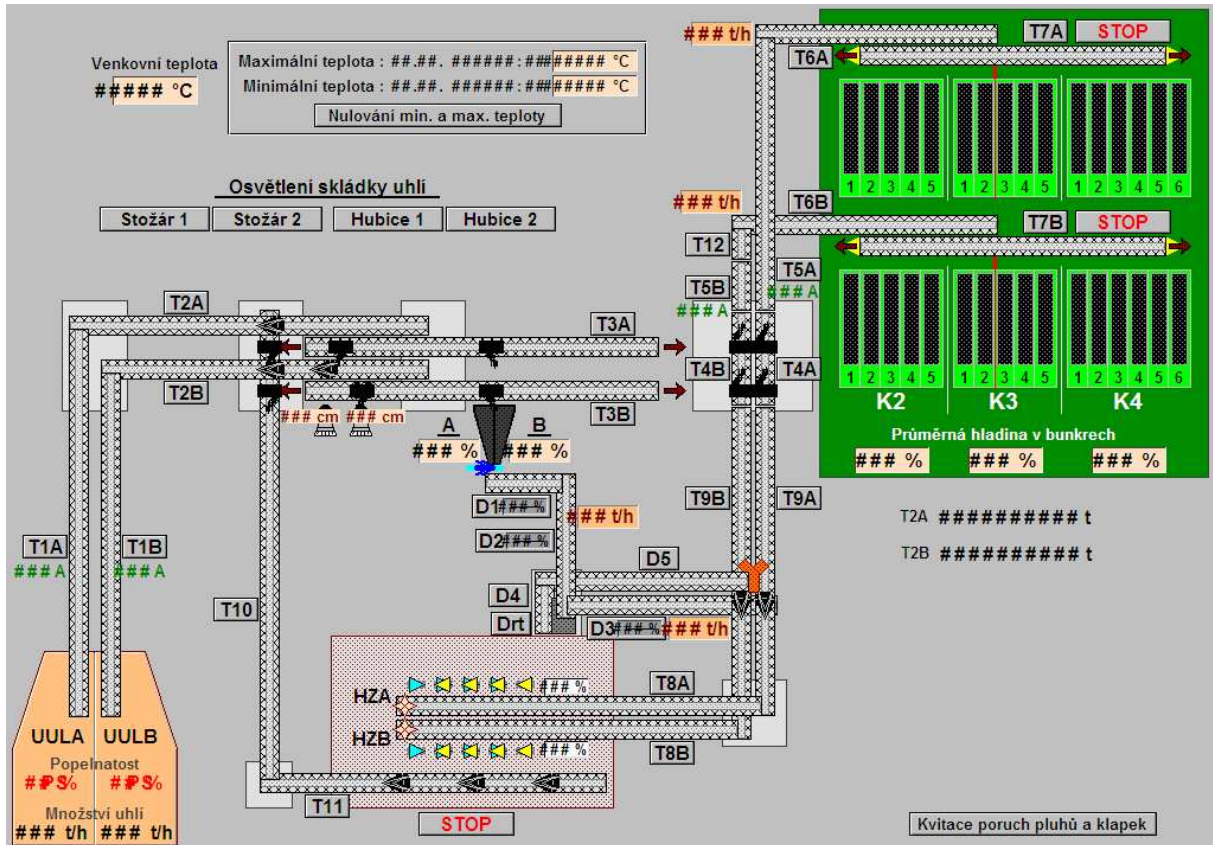 Venkovní teplota
##### °C
Maximální teplota : ##.##. ######:## ##### °C
Minimální teplota : ##.##. ######:## ##### °C
Nulování min. a max. teploty
Osvětlení skládky uhlí
Stožár 1 Stožár 2 Hubice 1 Hubice 2
### t/h
T7A STOP
T6A
1 2 3 4 5 1 2 3 4 5 1 2 3 4 5 6
### t/h
T6B
T7B STOP
T12
T5A
### A
T5B
### A
1 2 3 4 5 1 2 3 4 5 1 2 3 4 5 6
K2 K3 K4
Průměrná hladina v bunkrech
### % ### % ### %
T2A
T2B
T3A
T3B
T4B T4A
### cm ### cm
A B
### % ### %
D1 ### %
### t/h
D2 ### %
T9B T9A
T2A ########## t
T2B ########## t
T1A T1B
### A ### A
D5
D4
Drt
D3 ### % ### t/h
T10
HZA
### %
T8A
HZB
### %
T8B
T11
STOP
UULA UULB
Popelnatost
Množství uhlí
### t/h ### t/h
Kvitace poruch pluhů a klapek